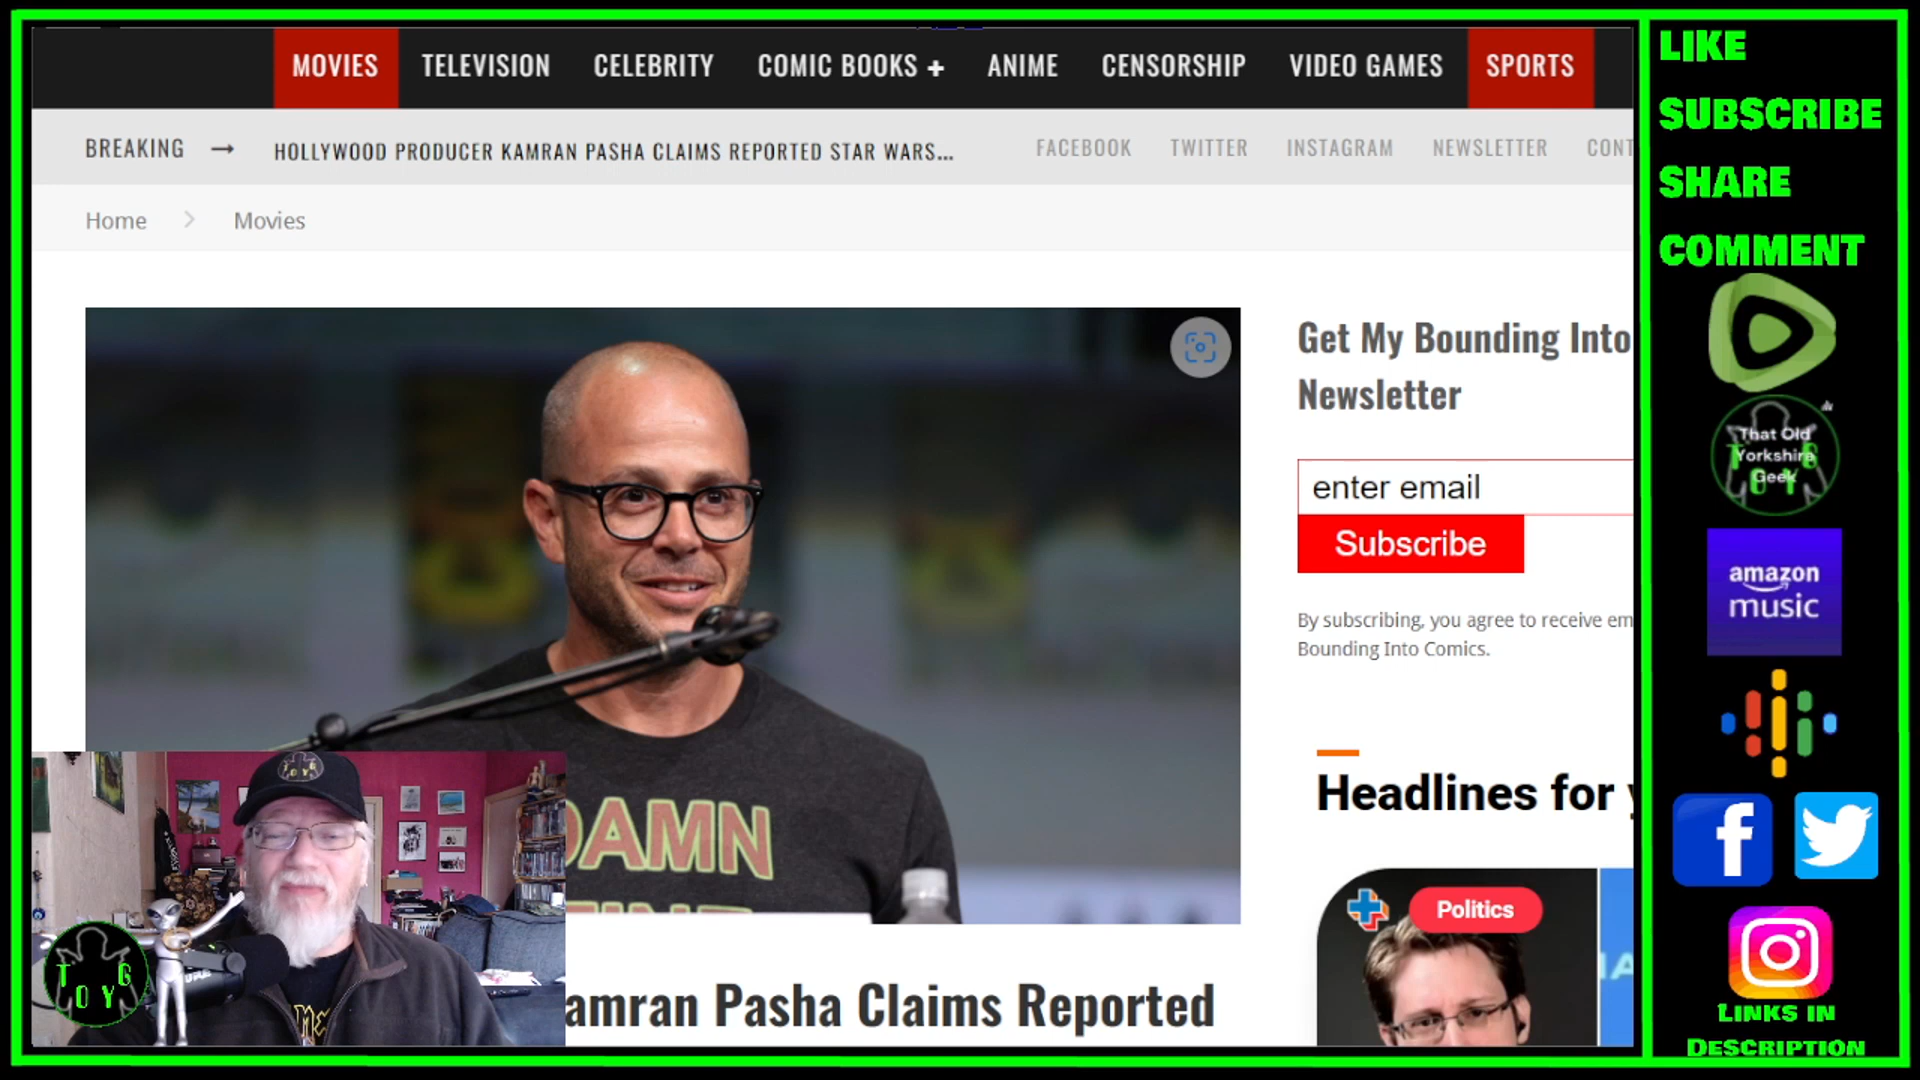 MOVIES TELEVISION CELEBRITY COMIC BOOKS + ANIME CENSORSHIP VIDEO GAMES SPORTS
BREAKING → HOLLYWOOD PRODUCER KAMRAN PASHA CLAIMS REPORTED STAR WARS... FACEBOOK TWITTER INSTAGRAM NEWSLETTER CONT
Home > Movies
Get My Bounding Into
Newsletter
enter email
Subscribe
By subscribing, you agree to receive em
Bounding Into Comics.
Headlines for
Politics
DAMN
amran Pasha Claims Reported
T G
O Y
LIKE
SUBSCRIBE
SHARE
COMMENT
That Old
Yorkshire
Geek
amazon
music
LINKS IN
DESCRIPTION